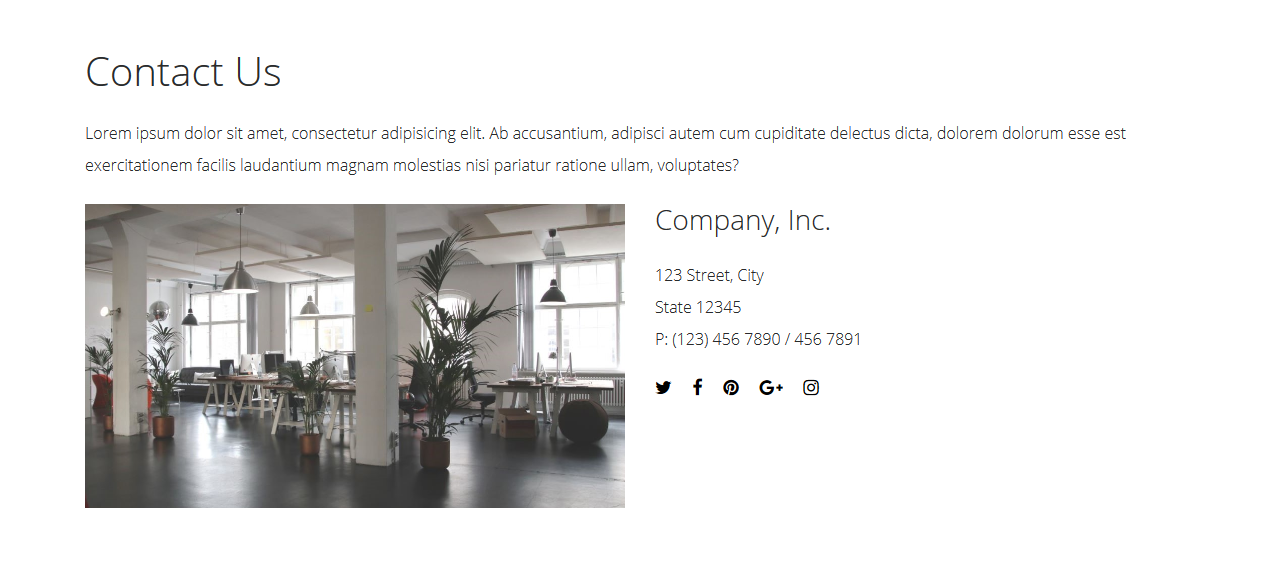 Contact Us
Lorem ipsum dolor sit amet, consectetur adipisicing elit. Ab accusantium, adipisci autem cum cupiditate delectus dicta, dolorem dolorum esse est
exercitationem facilis laudantium magnam molestias nisi pariatur ratione ullam, voluptates?
Company, Inc.
123 Street, City
State 12345
P: (123) 456 7890 / 456 7891